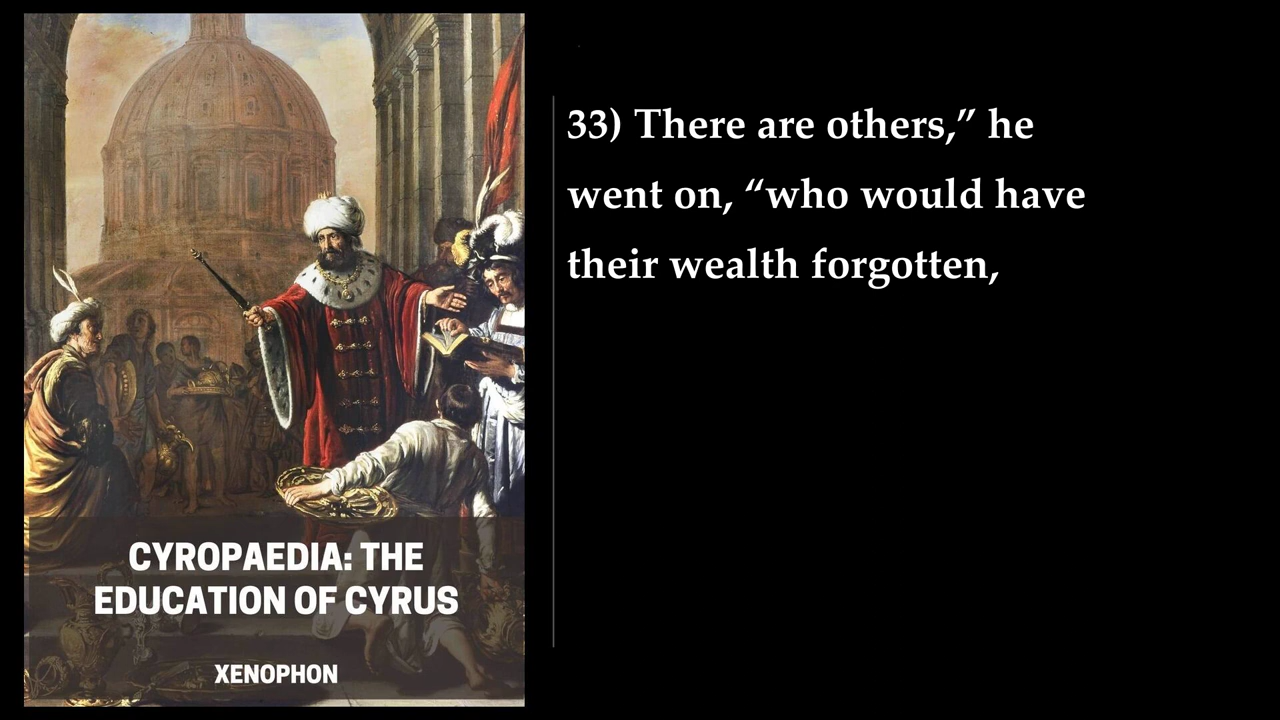 33) There are others,” he
went on, “who would have
their wealth forgotten,
CYROPAEDIA: THE
EDUCATION OF CYRUS
XENOPHON